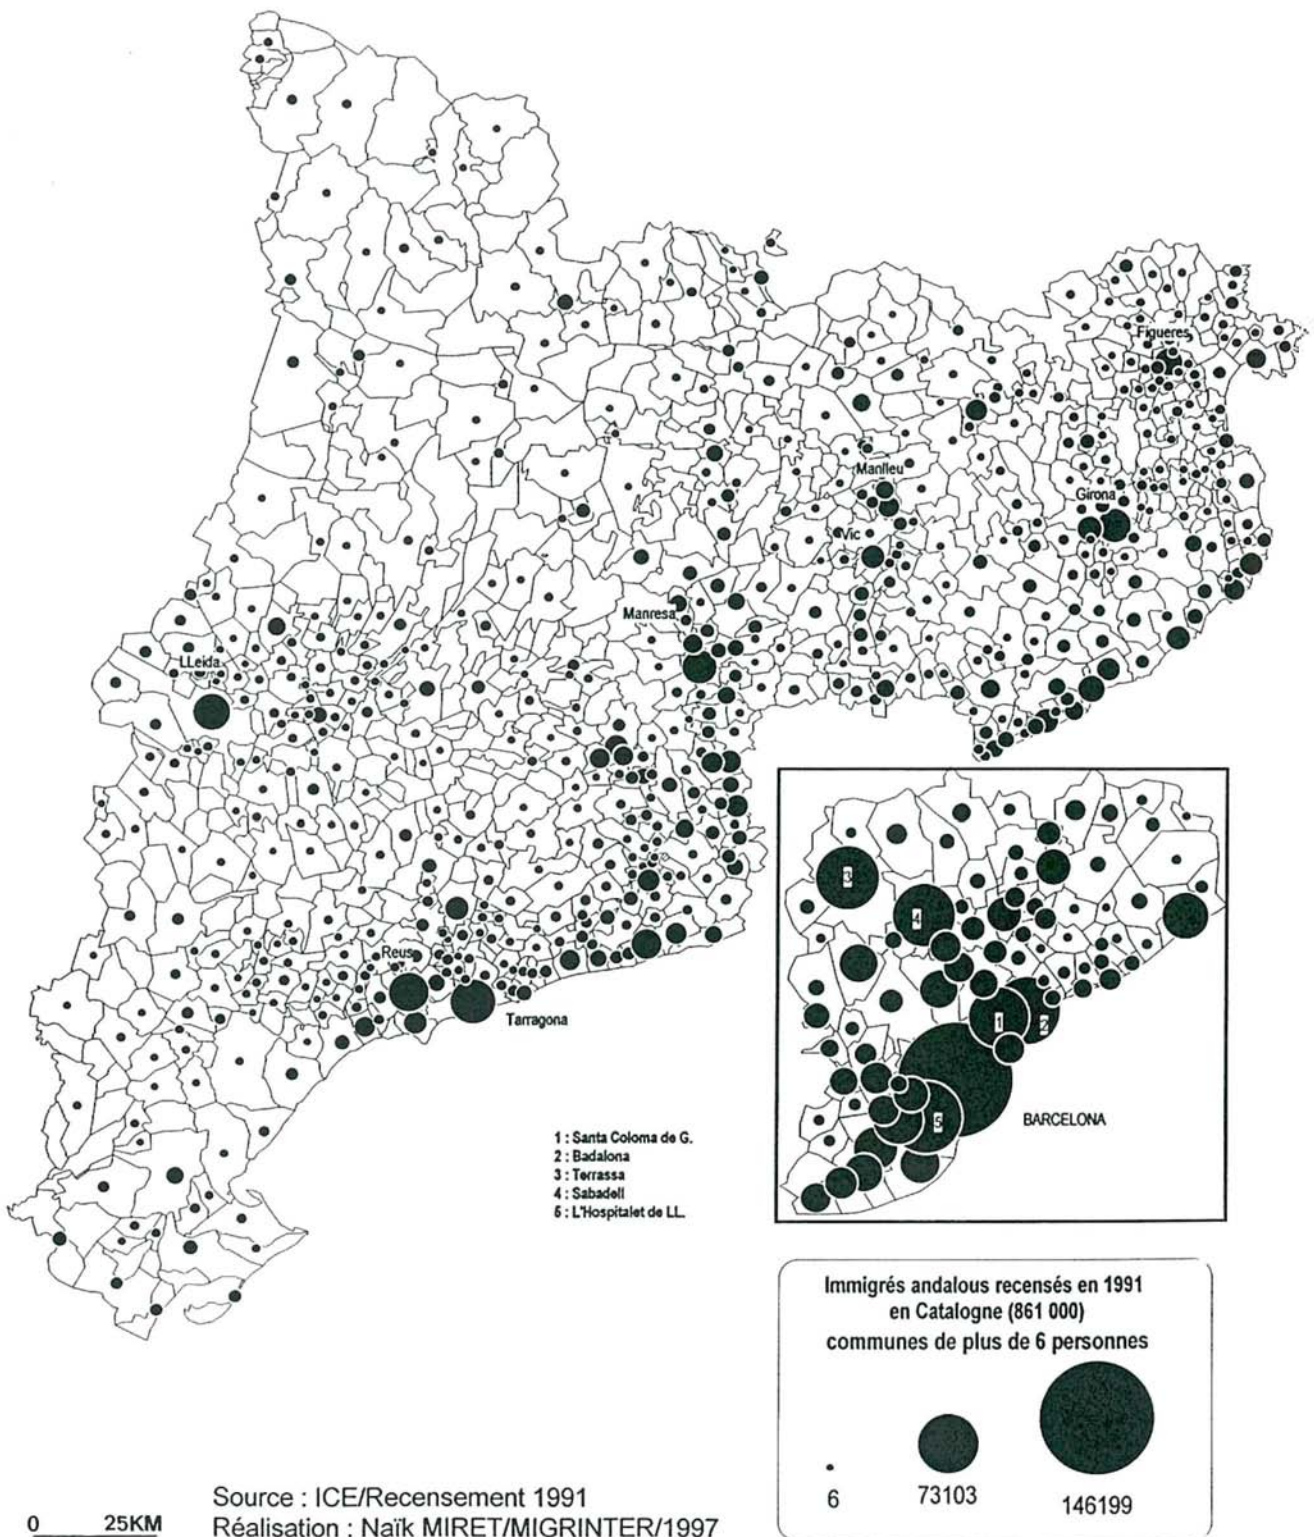 Figueres
Manlleu
Girona
Vic
Manresa
LLeida
Reus
Tarragona
3
4
1
2
5
BARCELONA
1 : Santa Coloma de G.
2 : Badalona
3 : Terrassa
4 : Sabadell
5 : L'Hospitalet de LL.
Immigrés andalous recensés en 1991
en Catalogne (861 000)
communes de plus de 6 personnes
6
73103
146199
Source : ICE/Recensement 1991
0 25KM
Réalisation : Naïk MIRET/MIGRINTER/1997